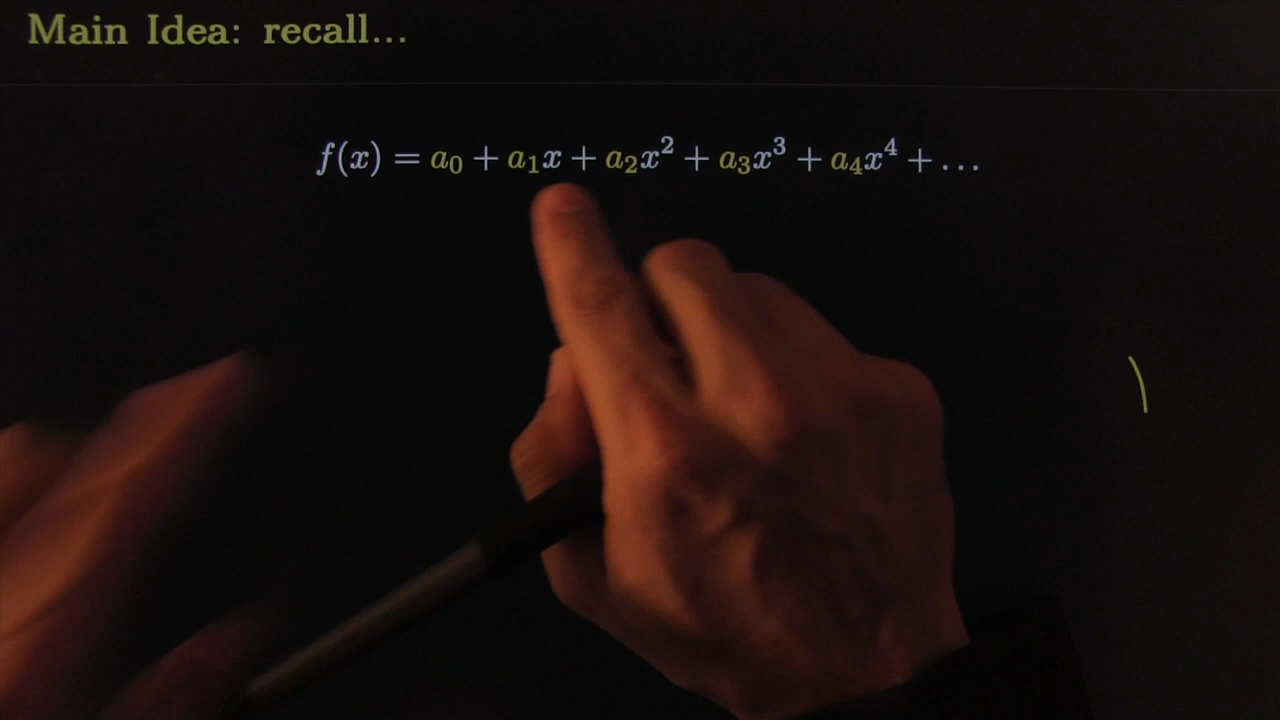 Main Idea: recall...
f(x) = a₀ + a₁x + a₂x² + a₃x³ + a₄x⁴ + ...